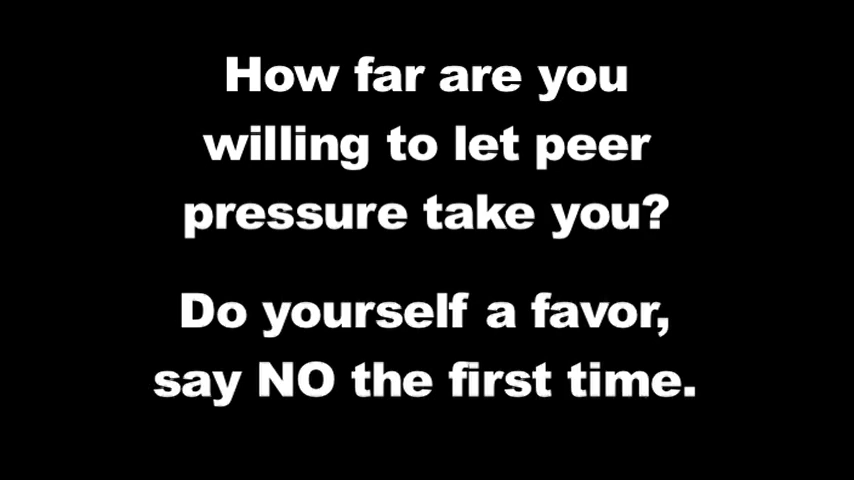 How far are you
willing to let peer
pressure take you?
Do yourself a favor,
say NO the first time.